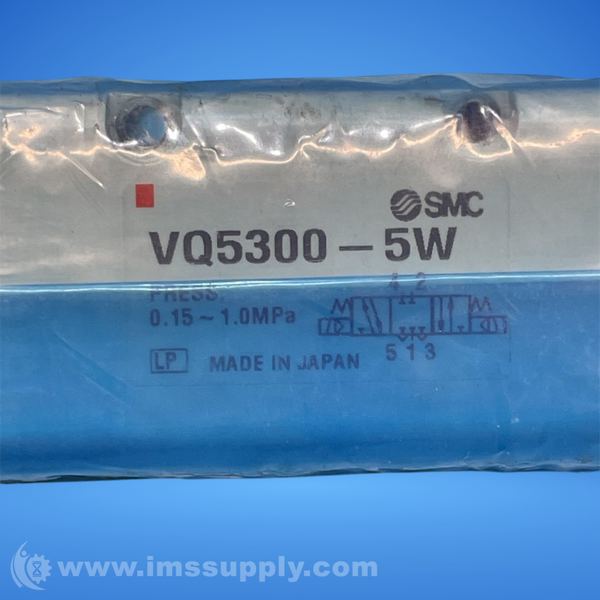 SMC
VQ5300-5W
PRESS.
0.15~1.0MPa
4 2
5 1 3
LP MADE IN JAPAN
www.imssupply.com